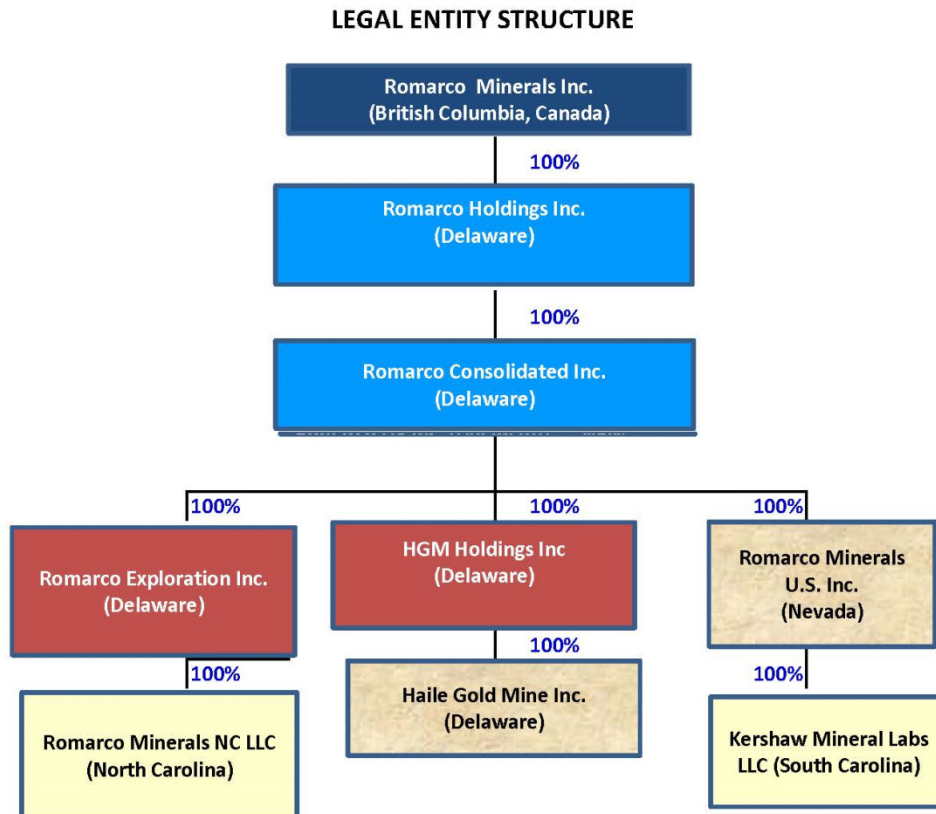 LEGAL ENTITY STRUCTURE
Romarco Minerals Inc.
(British Columbia, Canada)
100%
Romarco Holdings Inc.
(Delaware)
100%
Romarco Consolidated Inc.
(Delaware)
100%
100%
100%
Romarco Exploration Inc.
(Delaware)
HGM Holdings Inc
(Delaware)
Romarco Minerals
U.S. Inc.
(Nevada)
100%
100%
100%
Romarco Minerals NC LLC
(North Carolina)
Haile Gold Mine Inc.
(Delaware)
Kershaw Mineral Labs
LLC (South Carolina)